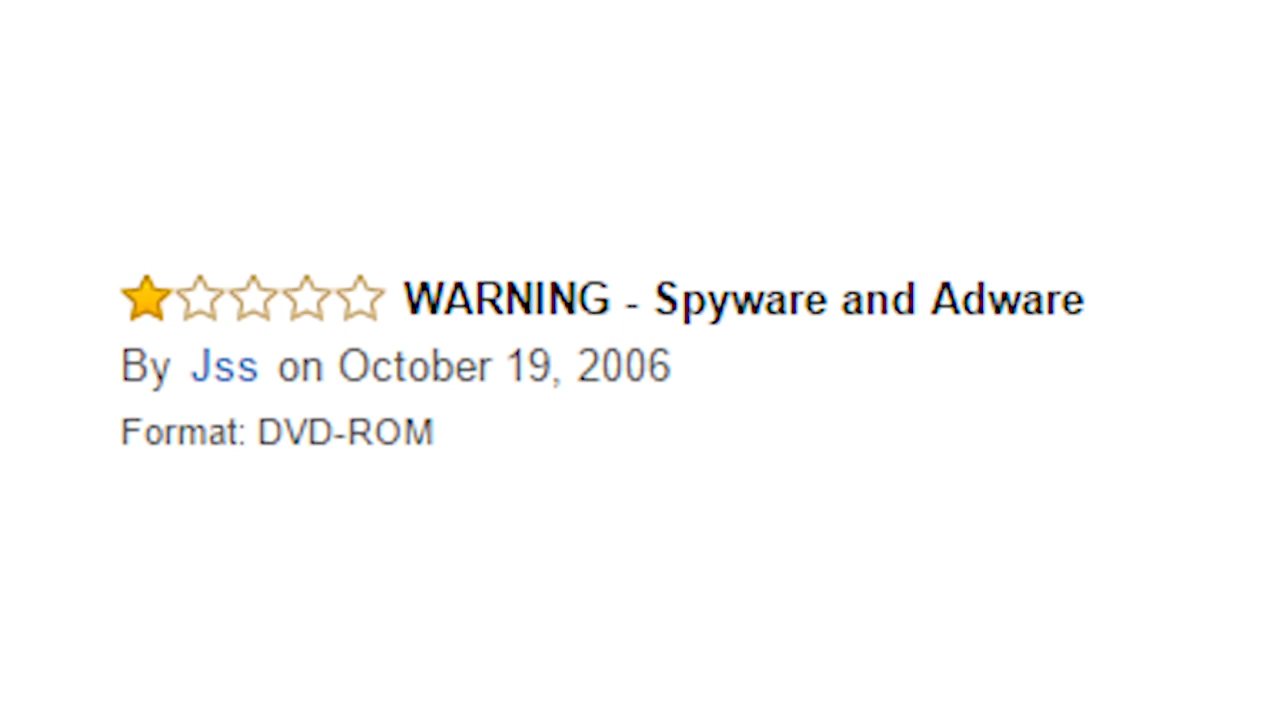 WARNING - Spyware and Adware
By Jss on October 19, 2006
Format: DVD-ROM